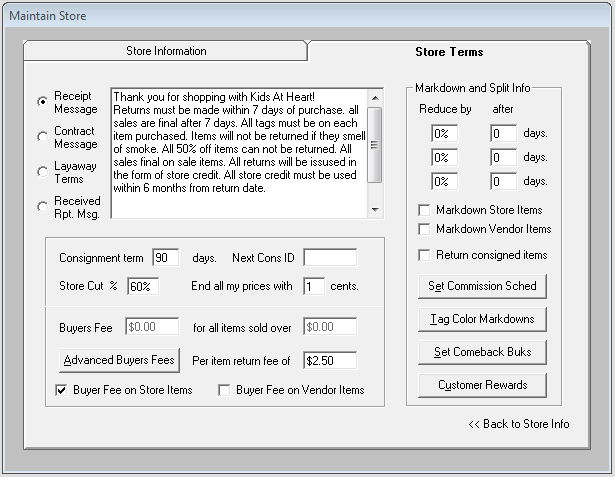 Maintain Store
Store Information
Store Terms
Receipt
Message
Contract
Message
Layaway
Terms
Received
Rpt. Msg.
Thank you for shopping with Kids At Heart!
Returns must be made within 7 days of purchase. all
sales are final after 7 days. All tags must be on each
item purchased. Items will not be returned if they smell
of smoke. All 50% off items can not be returned. All
sales final on sale items. All returns will be issused in
the form of store credit. All store credit must be used
within 6 months from return date.
Markdown and Split Info
Reduce by after
0% 0 days.
0% 0 days.
0% 0 days.
Markdown Store Items
Markdown Vendor Items
Return consigned items
Set Commission Sched
Tag Color Markdowns
Set Comeback Buks
Customer Rewards
Consignment term 90 days. Next Cons ID
Store Cut % 60% End all my prices with 1 cents.
Buyers Fee $0.00 for all items sold over $0.00
Advanced Buyers Fees Per item return fee of $2.50
Buyer Fee on Store Items Buyer Fee on Vendor Items
<< Back to Store Info